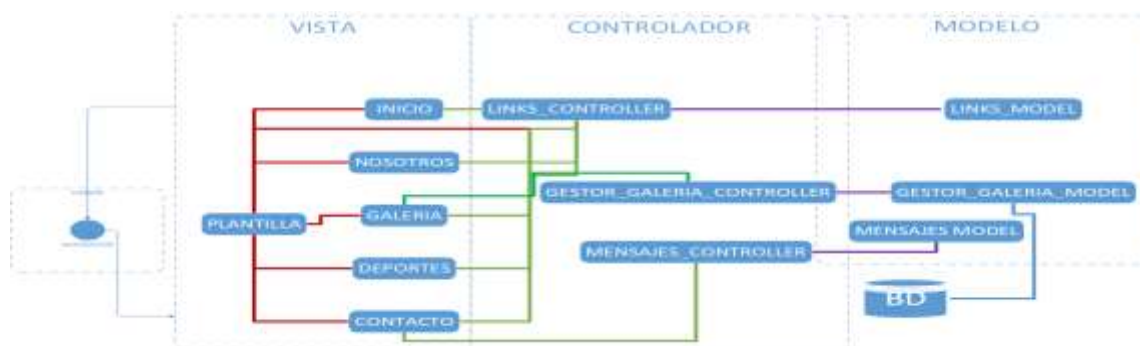 VISTA
CONTROLADOR
MODELO
INICIO
LINKS_CONTROLLER
LINKS_MODEL
NOSOTROS
GESTOR_GALERIA_CONTROLLER
GESTOR_GALERIA_MODEL
GALERIA
PLANTILLA
MENSAJES MODEL
MENSAJES_CONTROLLER
DEPORTES
BD
CONTACTO